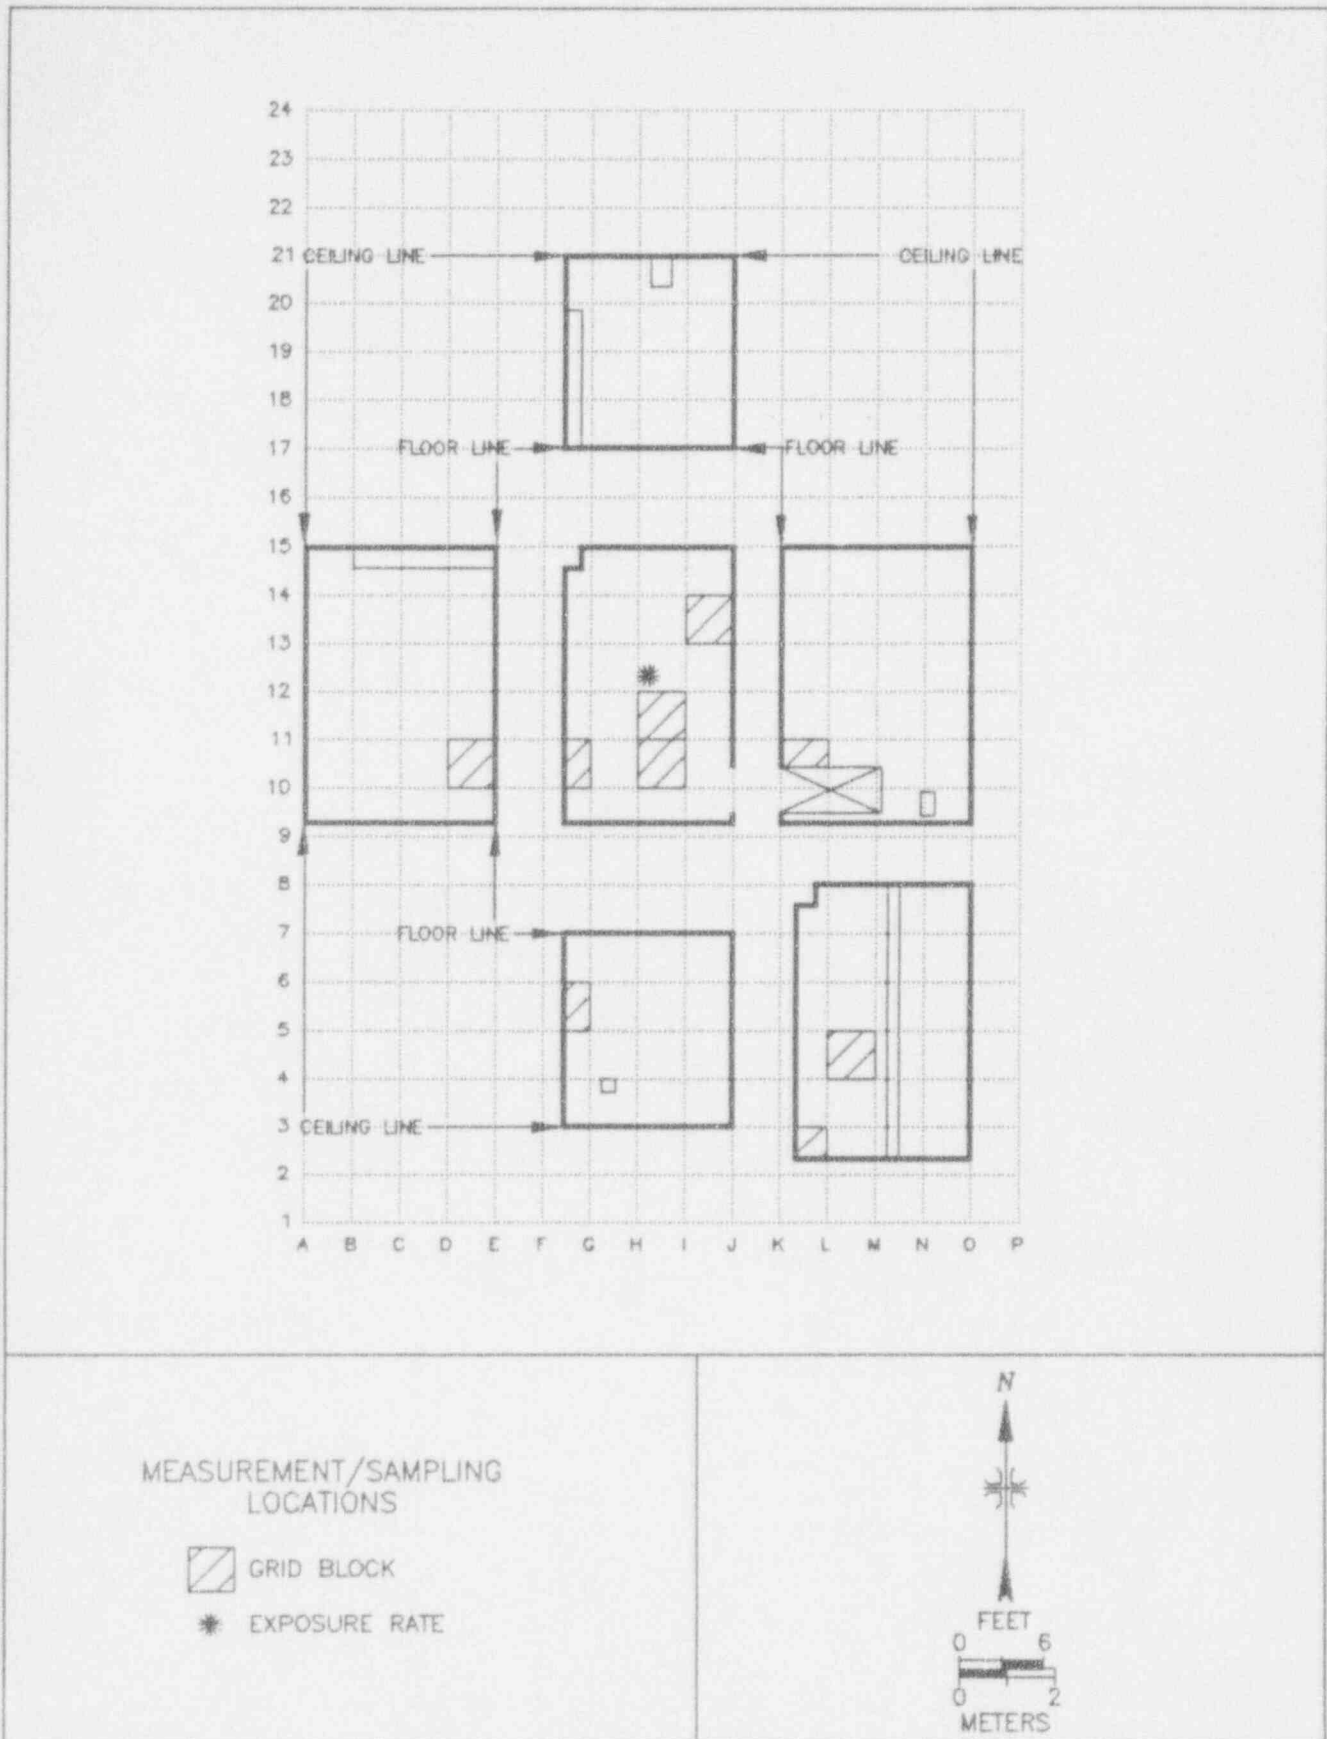 24
23
22
21 CEILING LINE CEILING LINE
20
19
18
17 FLOOR LINE FLOOR LINE
16
15
14
13
12
11
10
9
8
7 FLOOR LINE
6
5
4
3 CEILING LINE
2
1
A B C D E F G H I J K L M N O P
MEASUREMENT/SAMPLING
LOCATIONS
GRID BLOCK
EXPOSURE RATE
N
FEET
0 6
0 2
METERS